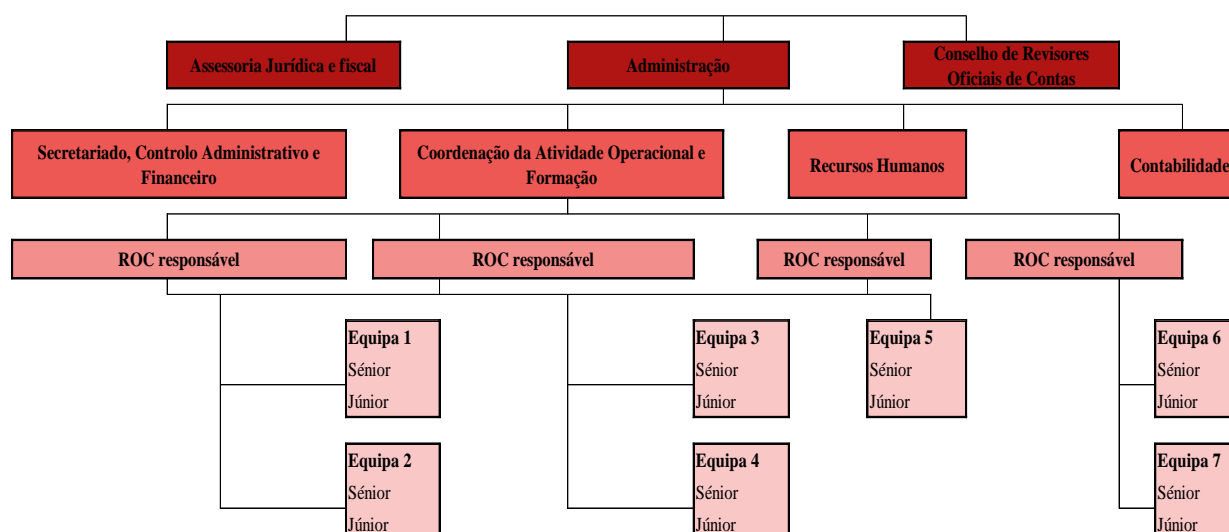 Assessoria Jurídica e fiscal
Administração
Conselho de Revisores
Oficiais de Contas
Secretariado, Controlo Administrativo e
Financeiro
Coordenação da Atividade Operacional e
Formação
Recursos Humanos
Contabilidade
ROC responsável
ROC responsável
ROC responsável
ROC responsável
Equipa 1
Sénior
Júnior
Equipa 3
Sénior
Júnior
Equipa 5
Sénior
Júnior
Equipa 6
Sénior
Júnior
Equipa 2
Sénior
Júnior
Equipa 4
Sénior
Júnior
Equipa 7
Sénior
Júnior